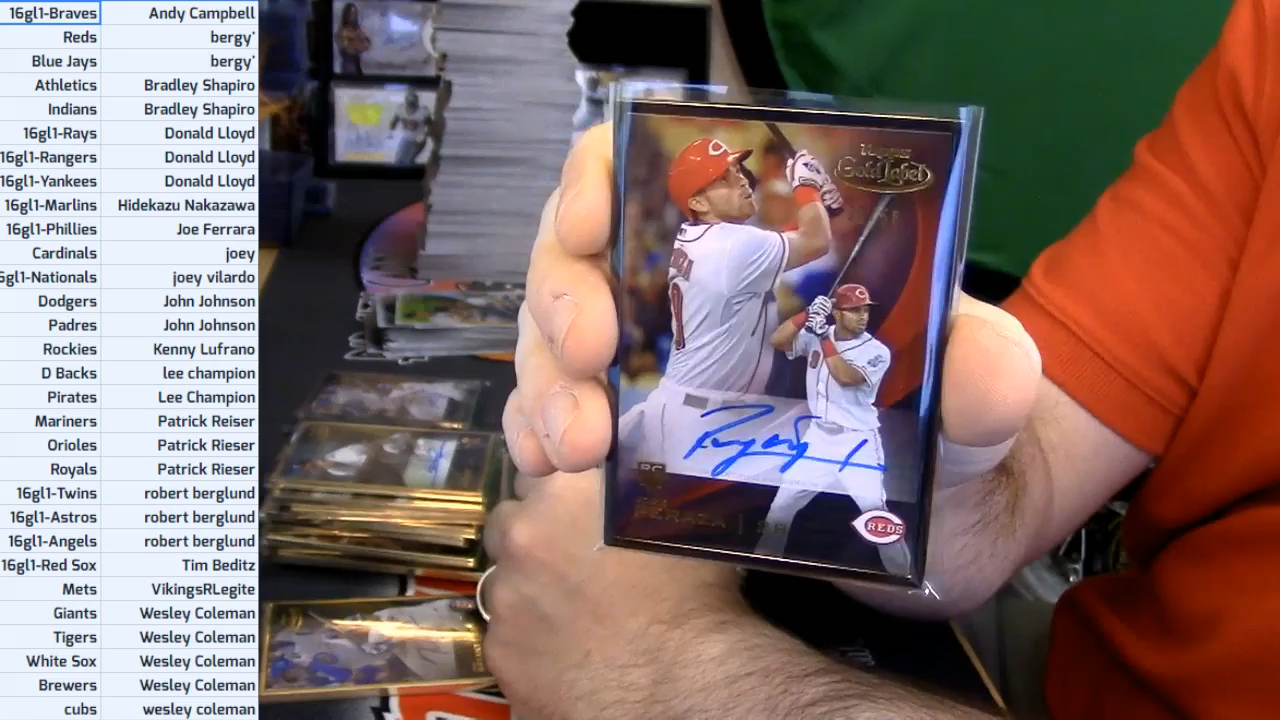 16gl1-Braves Andy Campbell
Reds bergy'
Blue Jays bergy'
Athletics Bradley Shapiro
Indians Bradley Shapiro
16gl1-Rays Donald Lloyd
16gl1-Rangers Donald Lloyd
16gl1-Yankees Donald Lloyd
16gl1-Marlins Hidekazu Nakazawa
16gl1-Phillies Joe Ferrara
Cardinals joey
6gl1-Nationals joey vilardo
Dodgers John Johnson
Padres John Johnson
Rockies Kenny Lufrano
D Backs lee champion
Pirates Lee Champion
Mariners Patrick Reiser
Orioles Patrick Rieser
Royals Patrick Rieser
16gl1-Twins robert berglund
16gl1-Astros robert berglund
16gl1-Angels robert berglund
16gl1-Red Sox Tim Beditz
Mets VikingsRLegite
Giants Wesley Coleman
Tigers Wesley Coleman
White Sox Wesley Coleman
Brewers Wesley Coleman
cubs wesley coleman
Gold Label
RC
PERAZA |
REDS